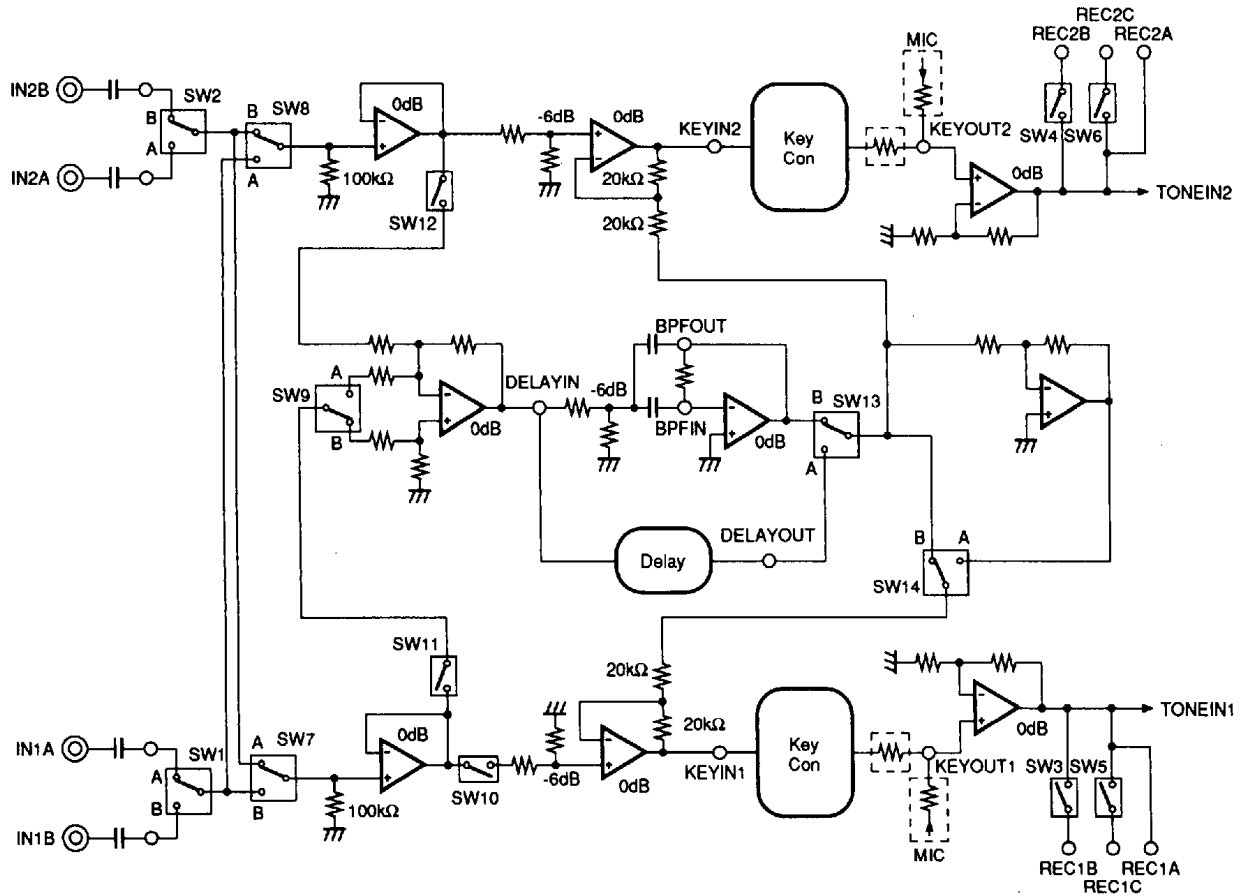 REC2C
REC2B
REC2A
MIC
IN2B
SW2
B
A
SW8
B
A
0dB
-6dB
0dB
KEYIN2
Key
Con
KEYOUT2
SW4
SW6
IN2A
100kΩ
20kΩ
0dB
TONEIN2
SW12
20kΩ
BPFOUT
A
SW9
B
DELAYIN
-6dB
0dB
BPFIN
0dB
B
SW13
A
DELAYOUT
Delay
B
A
SW14
SW11
20kΩ
TONEIN1
0dB
IN1A
SW1
A
B
SW7
A
B
0dB
20kΩ
-6dB
0dB
KEYIN1
Key
Con
KEYOUT1
SW3
SW5
SW10
100kΩ
IN1B
MIC
REC1B
REC1A
REC1C